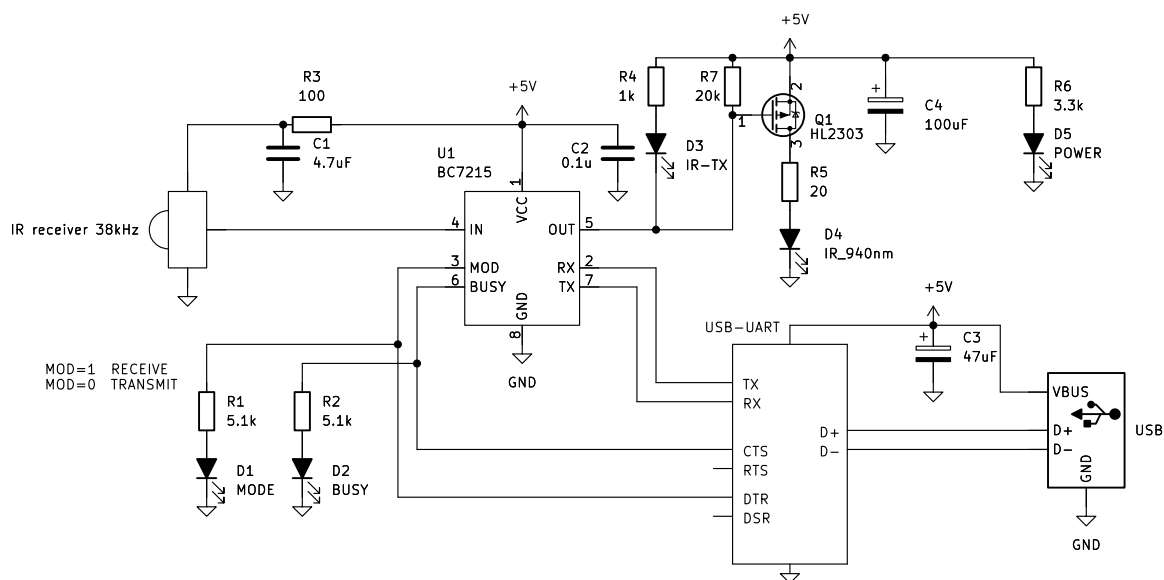 +5V
R3
100
+5V
R4
1k
R7
20k
2
1
3
Q1
HL2303
+
C4
100uF
R6
3.3k
D5
POWER
C1
4.7uF
U1
BC7215
C2
0.1u
D3
IR-TX
R5
20
1
VCC
IR receiver 38kHz
4
IN
OUT
5
D4
IR_940nm
3
MOD
RX
2
6
BUSY
TX
7
GND
8
+5V
USB-UART
+
C3
47uF
GND
MOD=1 RECEIVE
MOD=0 TRANSMIT
R1
5.1k
R2
5.1k
TX
RX
VBUS
D+
D-
D+
D-
USB
GND
CTS
RTS
D1
MODE
D2
BUSY
DTR
DSR
GND